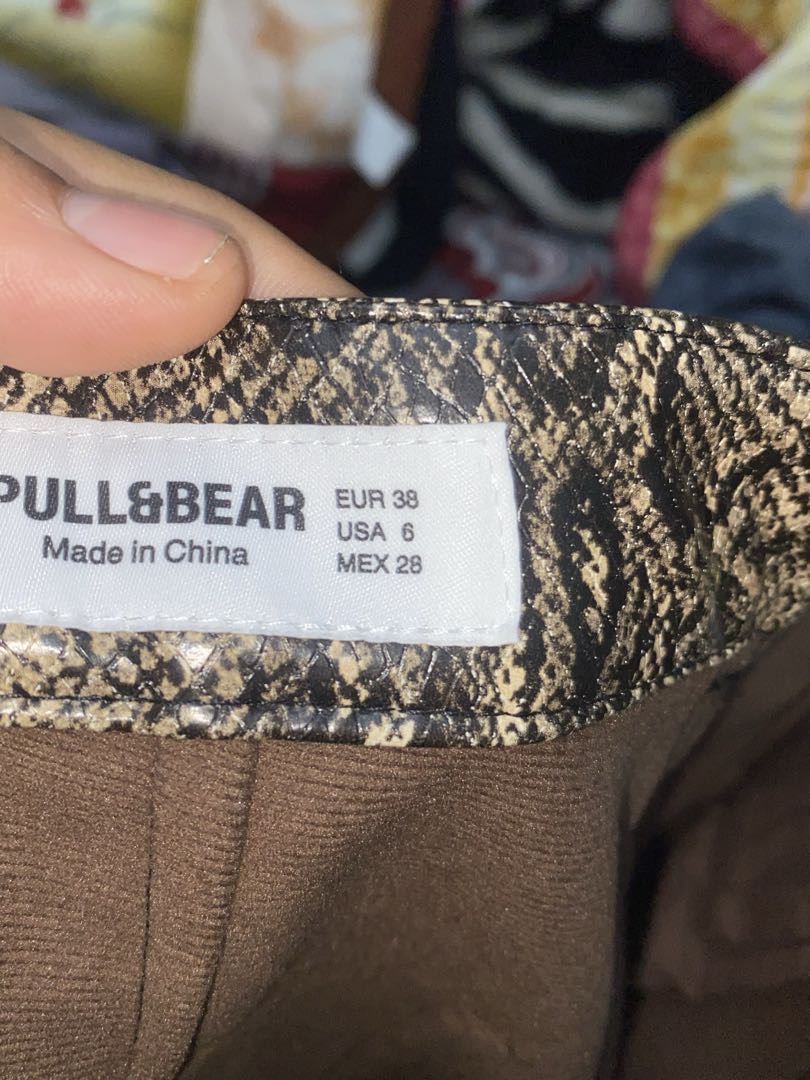 PULL&BEAR
Made in China
EUR 38
USA 6
MEX 28